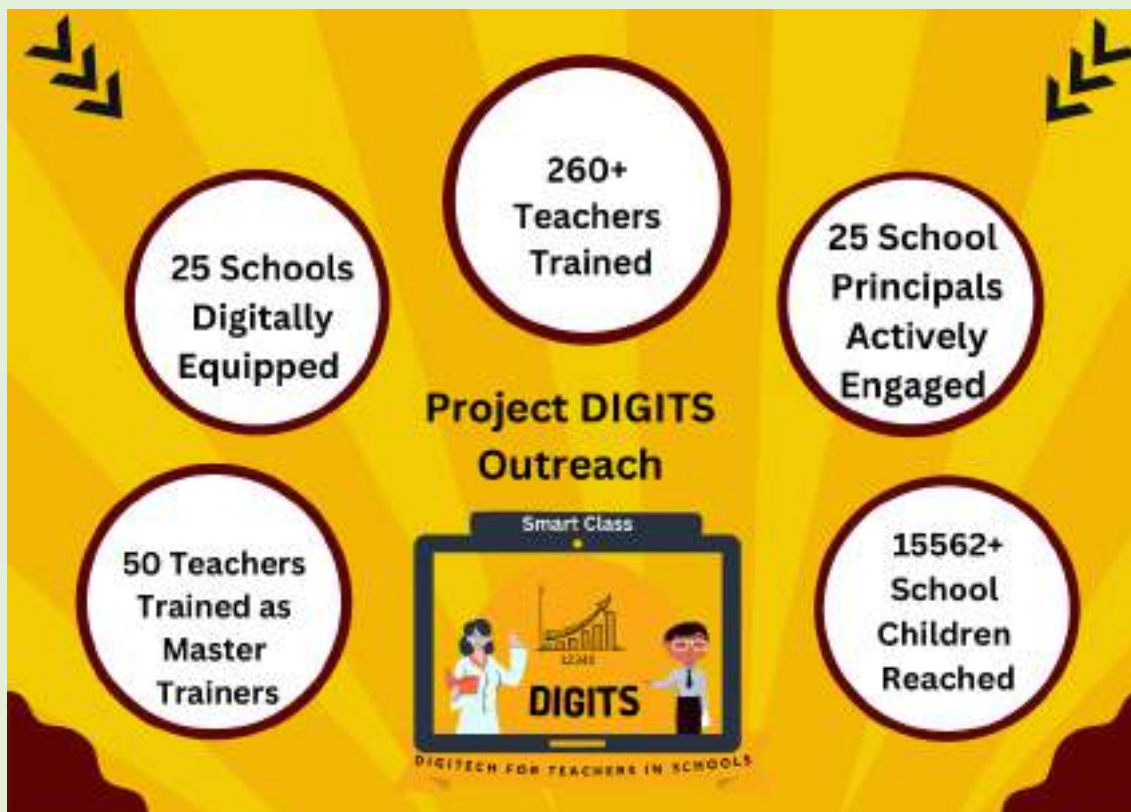 260+
Teachers
Trained
25 Schools
Digitally
Equipped
25 School
Principals
Actively
Engaged
Project DIGITS
Outreach
50 Teachers
Trained as
Master
Trainers
15562+
School
Children
Reached
Smart Class
12345
DIGITS
DIGITECH FOR TEACHERS IN SCHOOLS